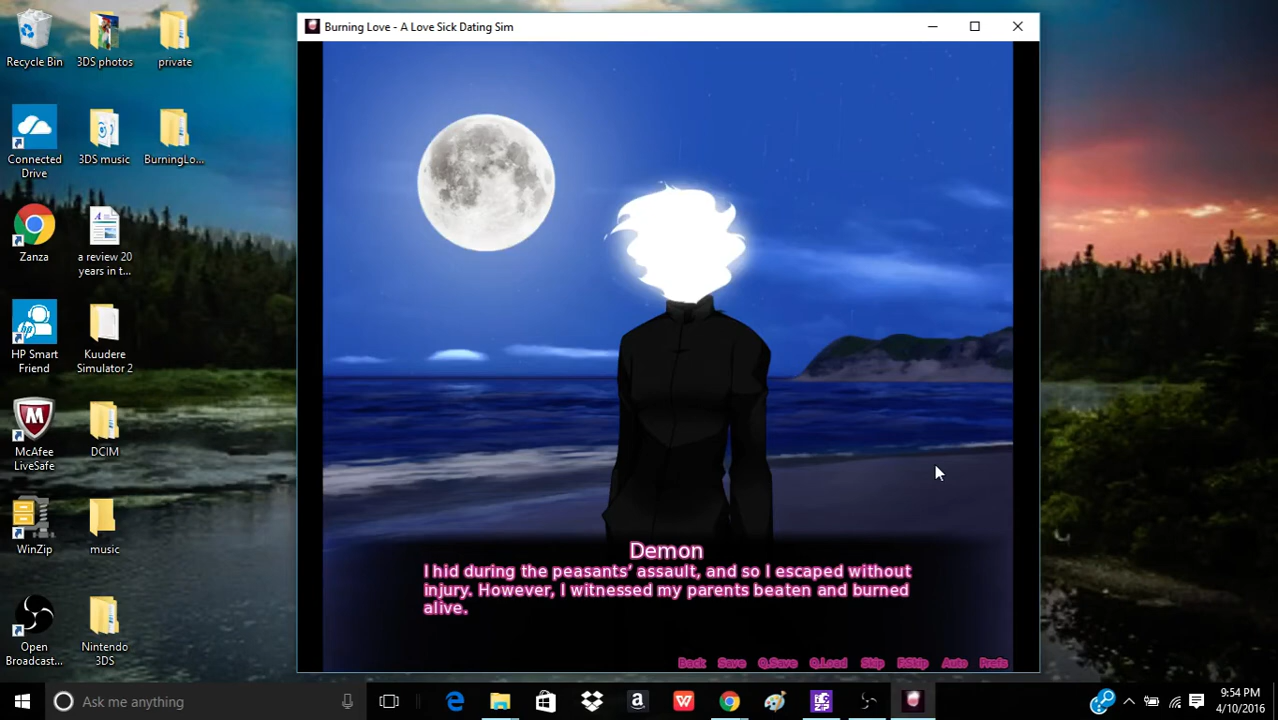 Burning Love - A Love Sick Dating Sim
Recycle Bin
3DS photos
private
Connected
Drive
3DS music
BurningLo...
Zanza
a review 20
years in t...
HP Smart
Friend
Kuudere
Simulator 2
McAfee
LiveSafe
DCIM
WinZip
music
Open
Broadcast...
Nintendo
3DS
Demon
I hid during the peasants' assault, and so I escaped without
injury. However, I witnessed my parents beaten and burned
alive.
Back Save Q.Save Q.Load Skip F.Skip Auto Prefs
Ask me anything
9:54 PM
4/10/2016